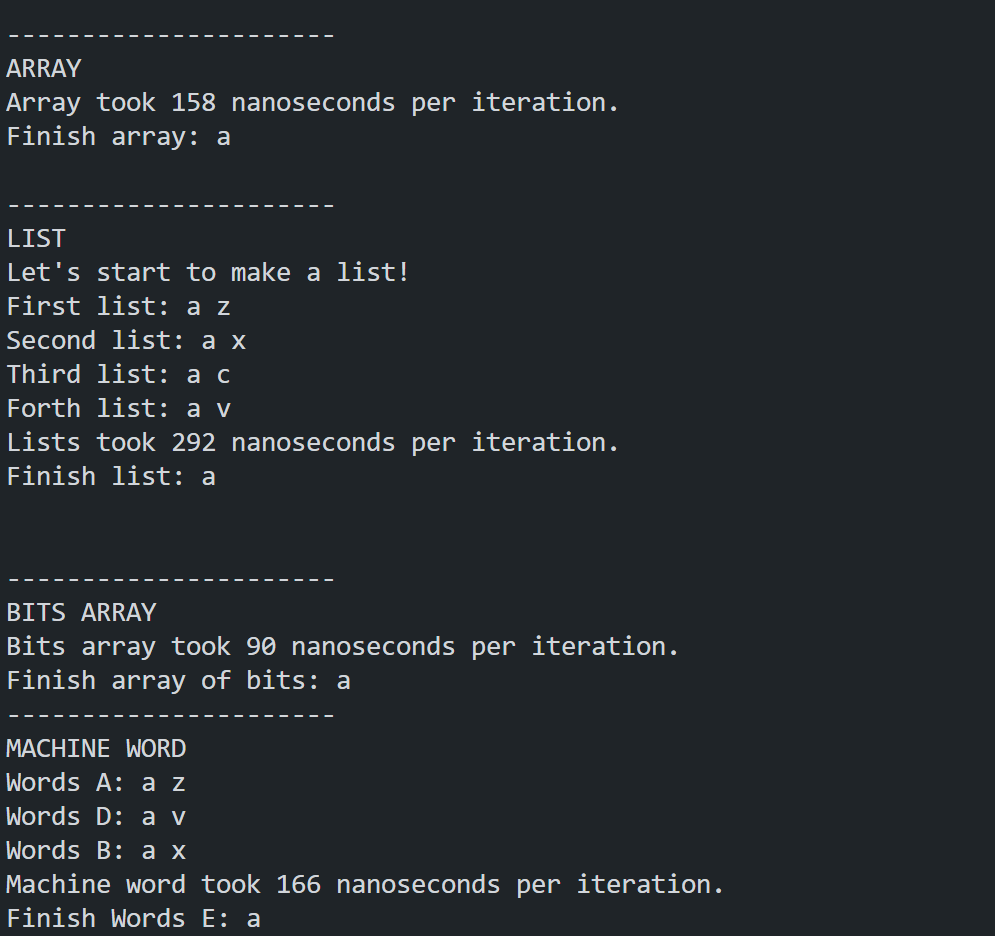 ----------------------
ARRAY
Array took 158 nanoseconds per iteration.
Finish array: a
----------------------
LIST
Let's start to make a list!
First list: a z
Second list: a x
Third list: a c
Forth list: a v
Lists took 292 nanoseconds per iteration.
Finish list: a
----------------------
BITS ARRAY
Bits array took 90 nanoseconds per iteration.
Finish array of bits: a
----------------------
MACHINE WORD
Words A: a z
Words D: a v
Words B: a x
Machine word took 166 nanoseconds per iteration.
Finish Words E: a